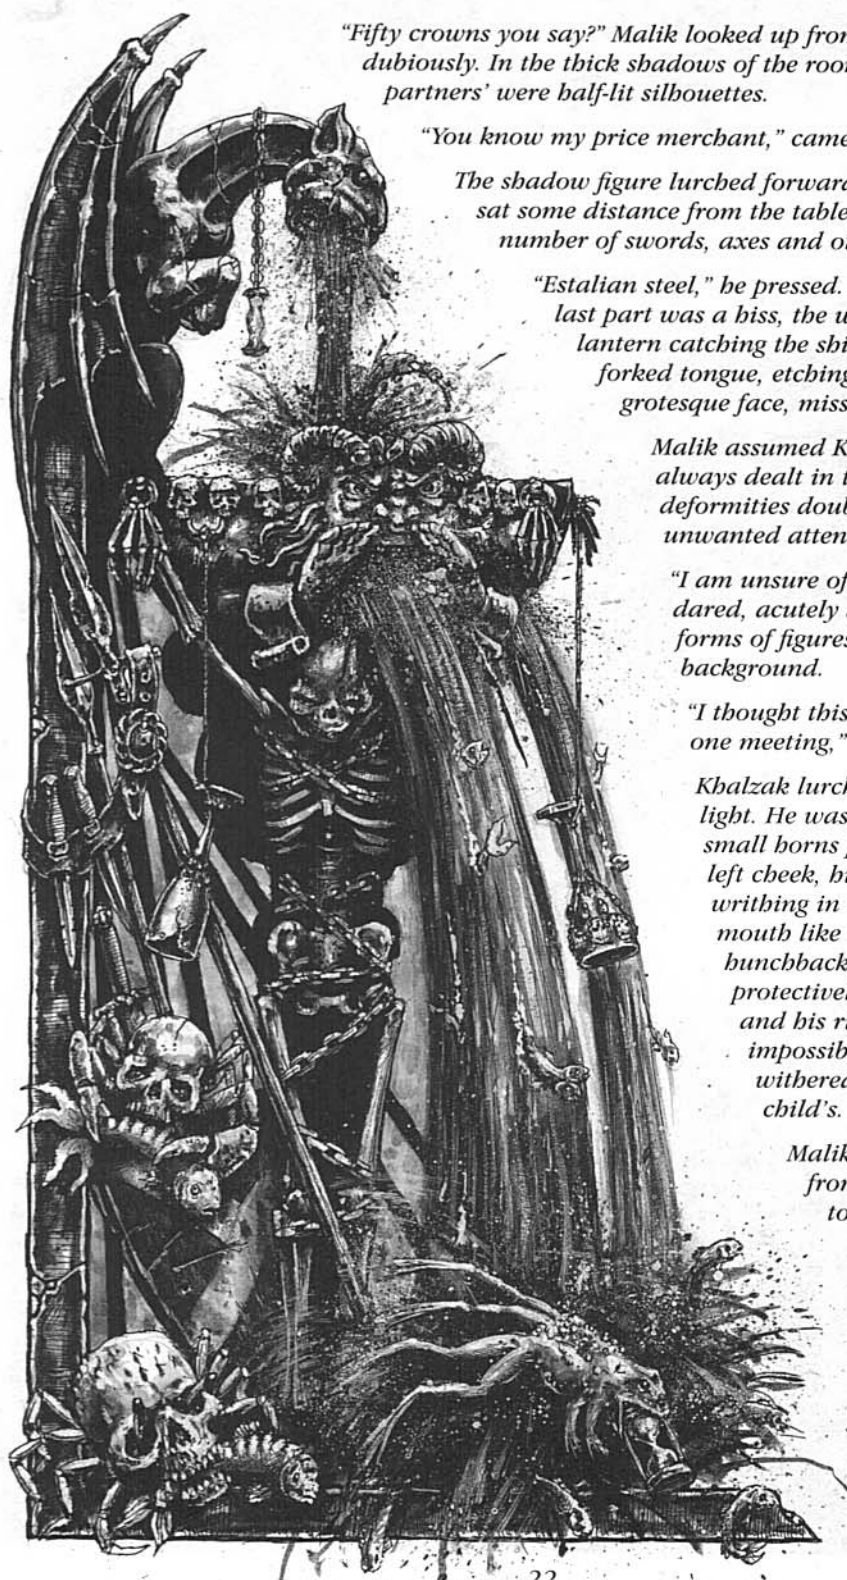 “Fifty crowns you say?” Malik looked up from
dubiously. In the thick shadows of the room
partners’ were half-lit silhouettes.
“You know my price merchant,” came
The shadow figure lurched forward
sat some distance from the table
number of swords, axes and o
“Estalian steel,” he pressed.
last part was a hiss, the u
lantern catching the shi
forked tongue, etching
grotesque face, miss
Malik assumed K
always dealt in t
deformities doub
unwanted atten
“I am unsure of
dared, acutely
forms of figures
background.
“I thought this
one meeting,”
Khalzak lurch
light. He was
small horns p
left cheek, hi
writhing in
mouth like
hunchback
protective
and his r
impossib
withered
child’s.
Malik
from
to
22